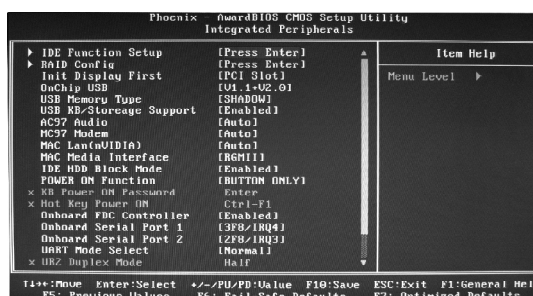 Phoenix - AwardBIOS CMOS Setup Utility
Integrated Peripherals
IDE Function Setup [Press Enter]
RAID Config [Press Enter]
Init Display First [PCI Slot]
OnChip USB [V1.1+V2.0]
USB Memory Type [SHADOW]
USB KB/Storeage Support [Enabled]
AC97 Audio [Auto]
MC97 Modem [Auto]
MAC Lan(nVIDIA) [Auto]
MAC Media Interface [RGMII]
IDE HDD Block Mode [Enabled]
POWER ON Function [BUTTON ONLY]
x KB Power ON Password Enter
x Hot Key Power ON Ctrl-F1
Onboard FDC Controller [Enabled]
Onboard Serial Port 1 [3F8/IRQ4]
Onboard Serial Port 2 [2F8/IRQ3]
UART Mode Select [Normal]
x UR2 Duplex Mode Half
Item Help
Menu Level
↑↓→←:Move Enter:Select +/-/PU/PD:Value F10:Save ESC:Exit F1:General Hel
F5: Previous Values F6: Fail-Safe Defaults F7: Optimized Defaults